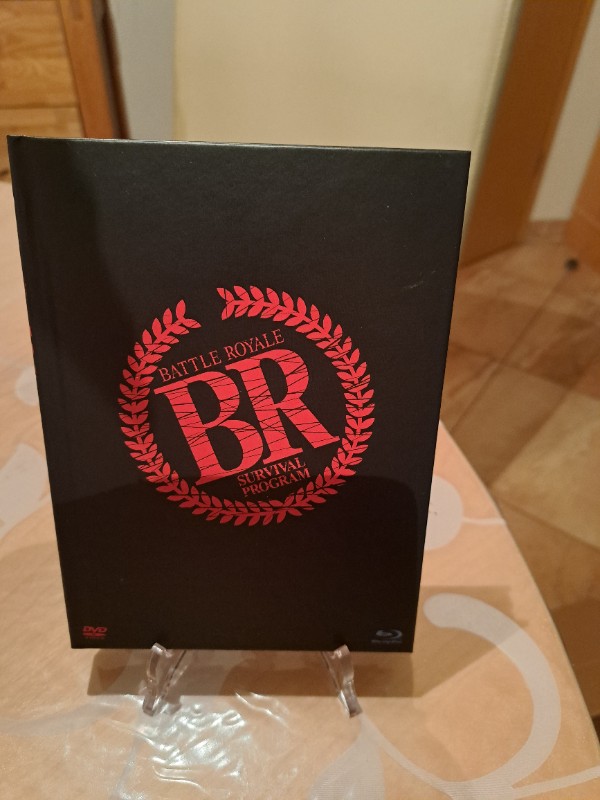 BATTLE ROYALE
BR
SURVIVAL
PROGRAM
DVD